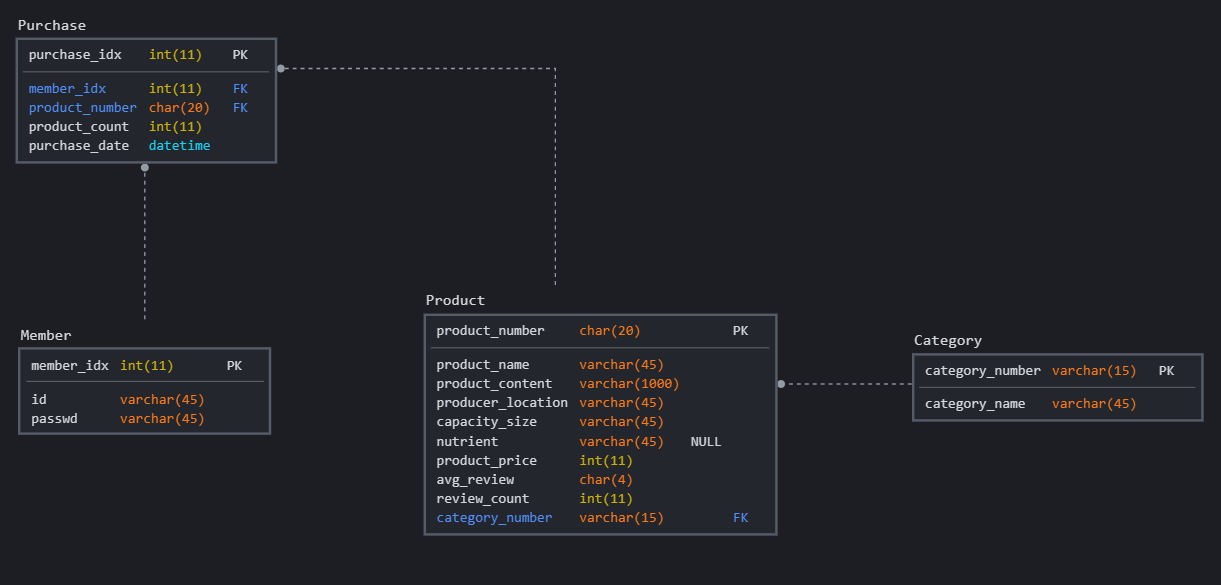 Purchase
purchase_idx int(11) PK
member_idx int(11) FK
product_number char(20) FK
product_count int(11)
purchase_date datetime
Member
member_idx int(11) PK
id varchar(45)
passwd varchar(45)
Product
product_number char(20) PK
product_name varchar(45)
product_content varchar(1000)
producer_location varchar(45)
capacity_size varchar(45)
nutrient varchar(45) NULL
product_price int(11)
avg_review char(4)
review_count int(11)
category_number varchar(15) FK
Category
category_number varchar(15) PK
category_name varchar(45)